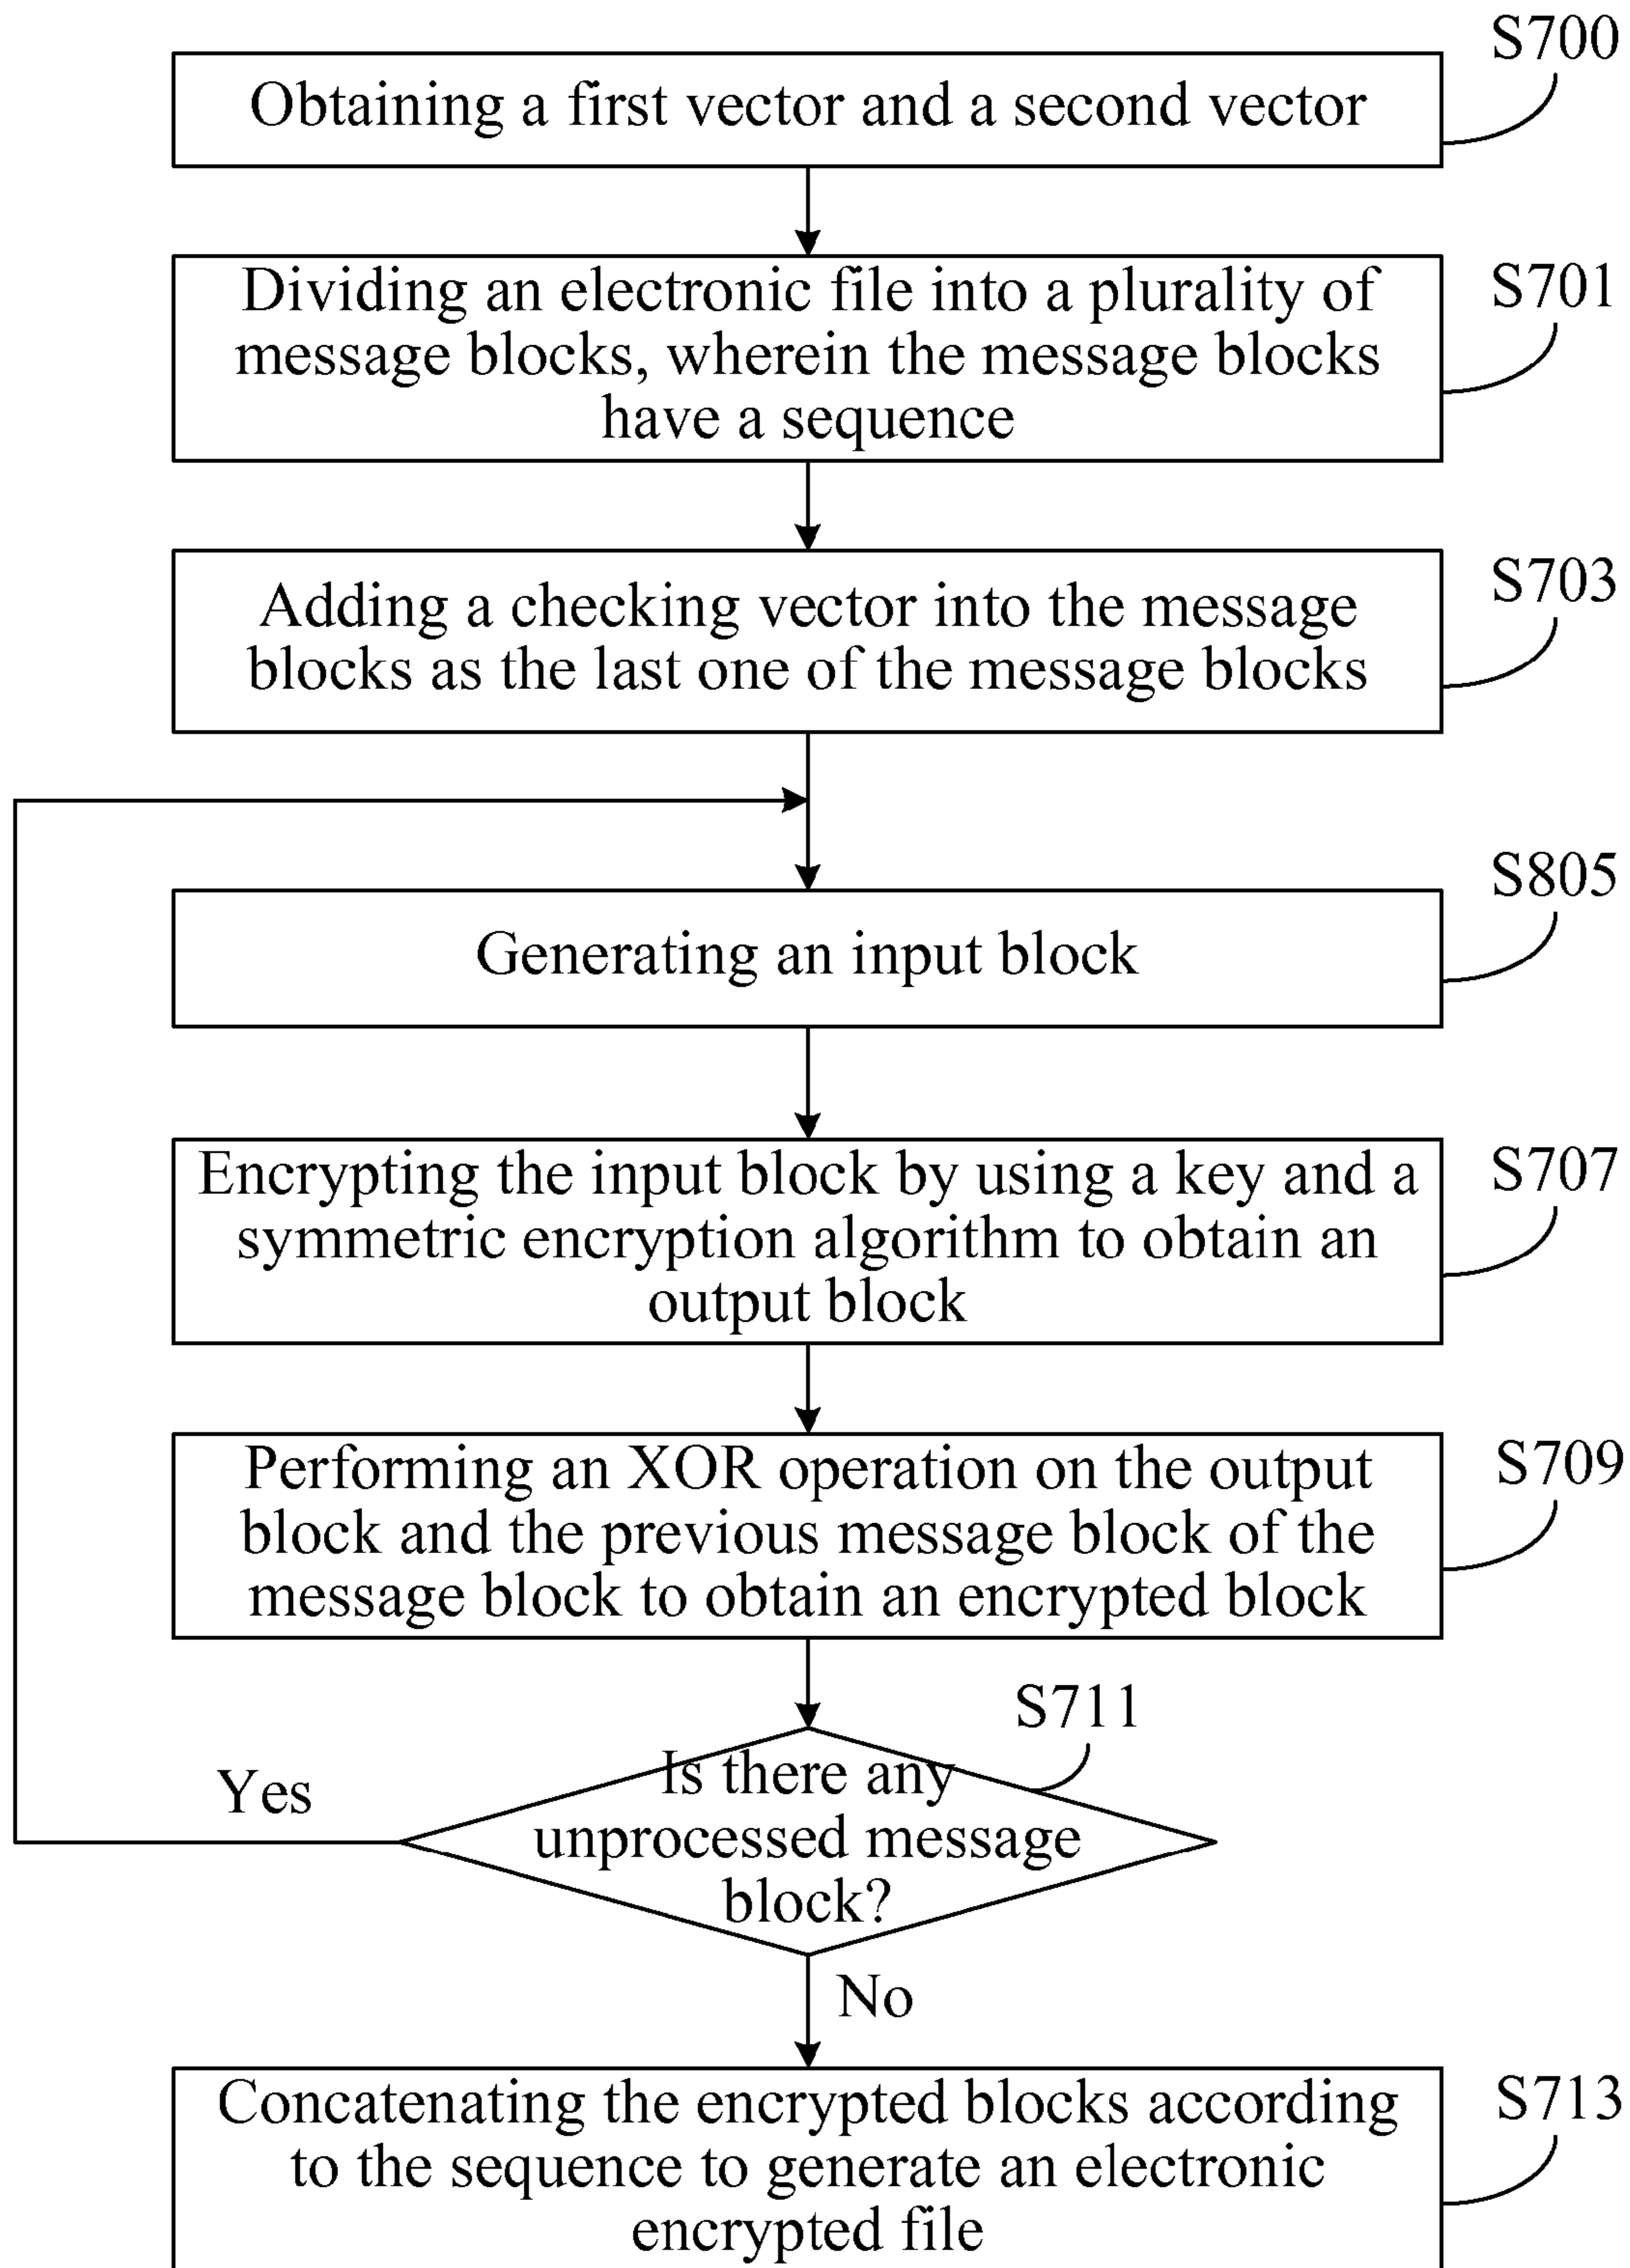 S700
Obtaining a first vector and a second vector
S701
Dividing an electronic file into a plurality of
message blocks, wherein the message blocks
have a sequence
S703
Adding a checking vector into the message
blocks as the last one of the message blocks
S805
Generating an input block
S707
Encrypting the input block by using a key and a
symmetric encryption algorithm to obtain an
output block
S709
Performing an XOR operation on the output
block and the previous message block of the
message block to obtain an encrypted block
S711
Is there any
unprocessed message
block?
Yes
No
S713
Concatenating the encrypted blocks according
to the sequence to generate an electronic
encrypted file